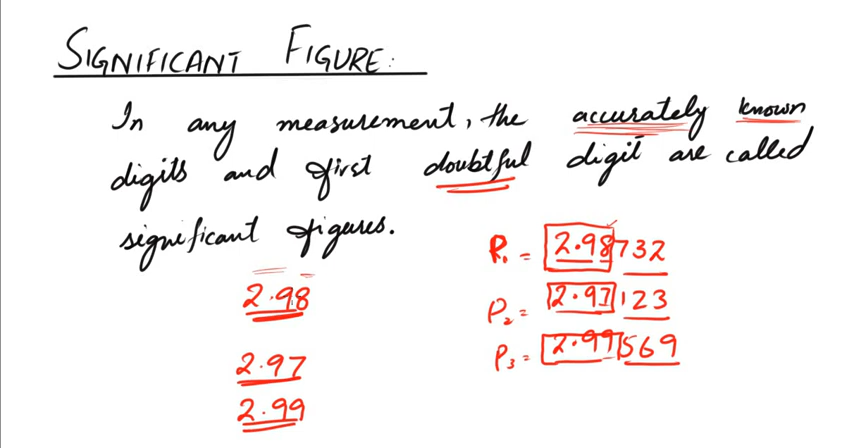 SIGNIFICANT FIGURE:
In any measurement, the accurately known
digits and first doubtful digit are called
significant figures.
P₁ = 2.98732
2.98
P₂ = 2.97123
P₃ = 2.99569
2.97
2.99